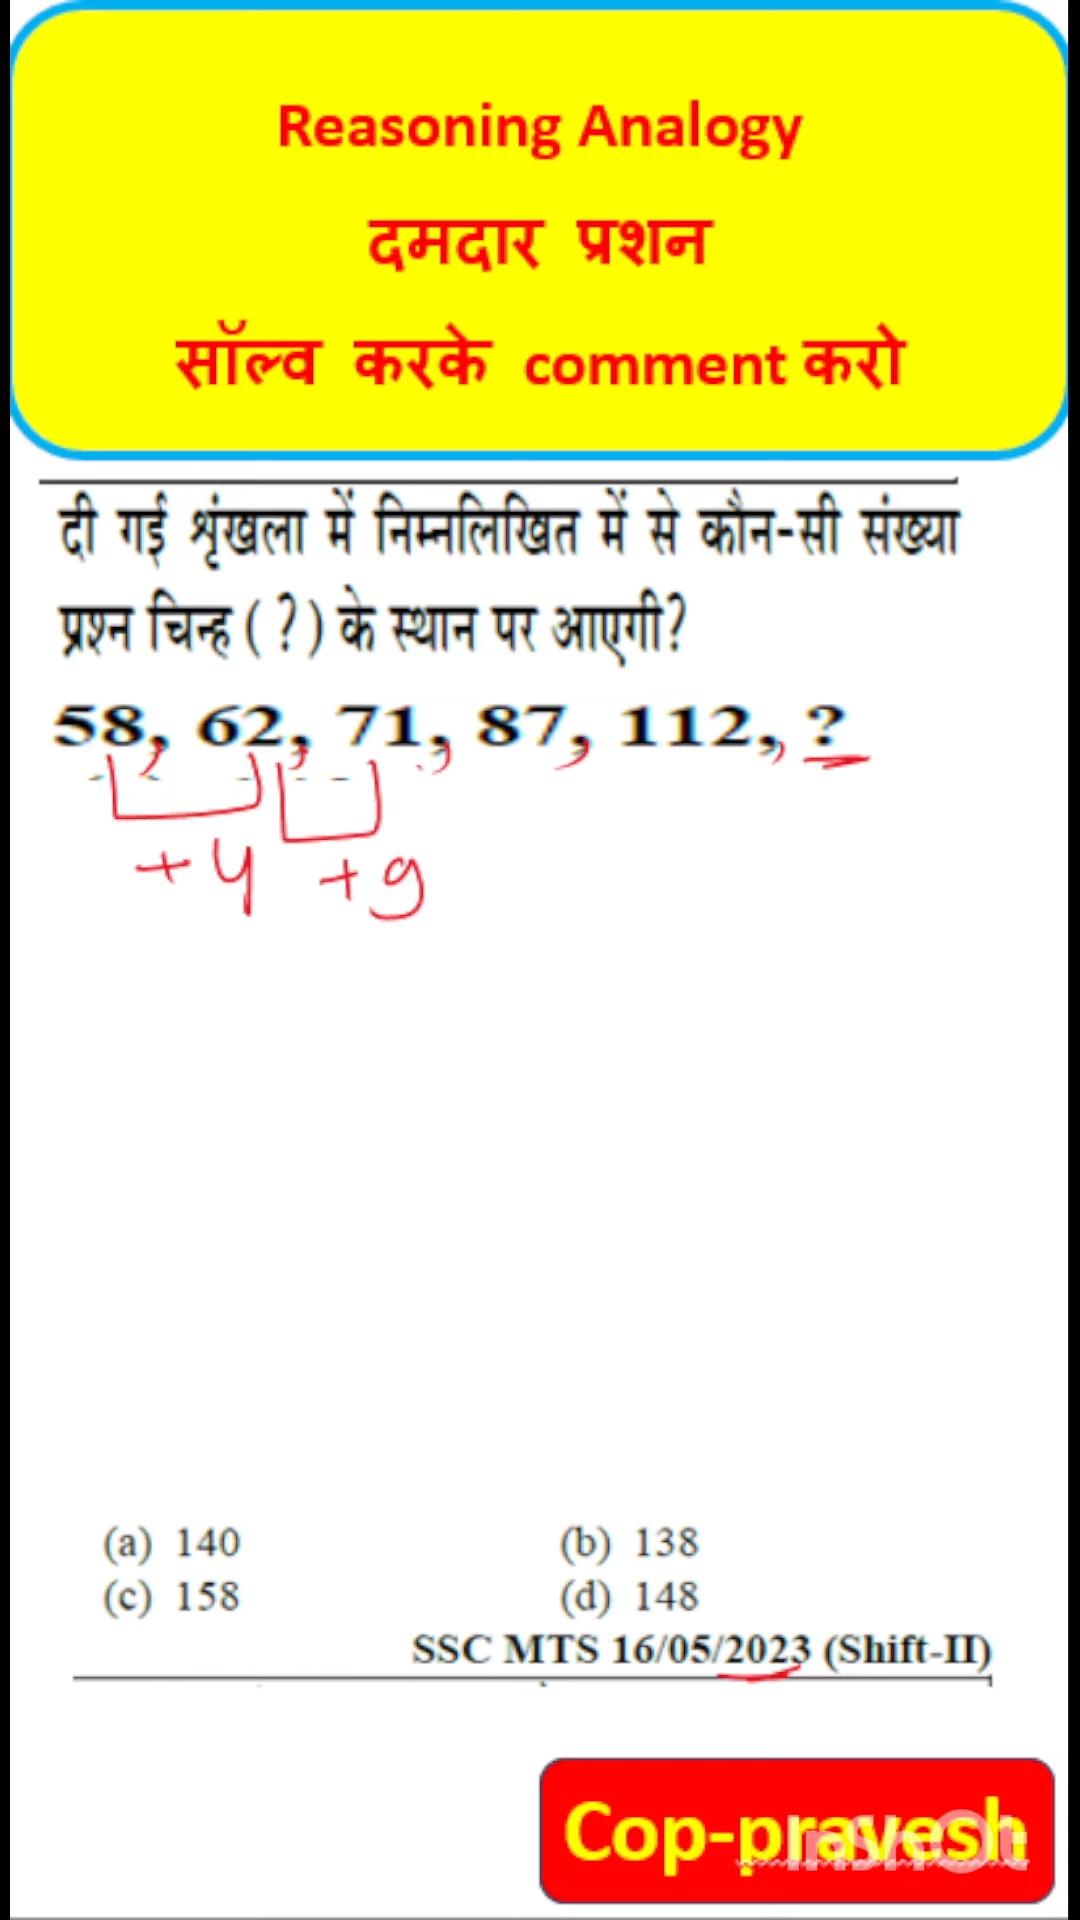 Reasoning Analogy
दमदार प्रशन
सॉल्व करके comment करो
दी गई श्रृंखला में निम्नलिखित में से कौन-सी संख्या
प्रश्न चिन्ह (?) के स्थान पर आएगी?
58, 62, 71, 87, 112, ?
+4 +9
(a) 140 (b) 138
(c) 158 (d) 148
SSC MTS 16/05/2023 (Shift-II)
Cop-pravesh
InShOt